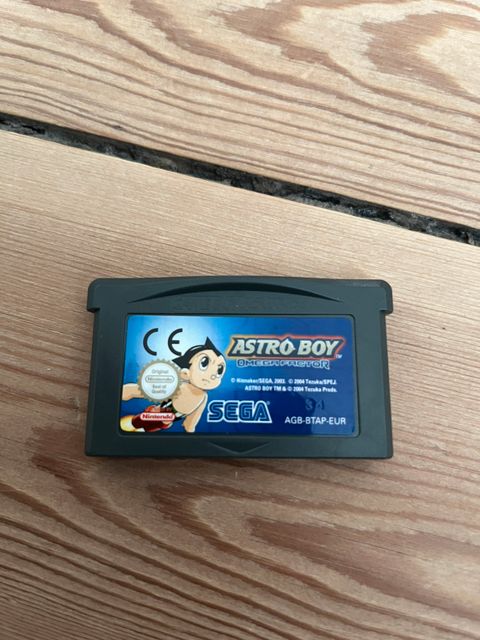 CE
ASTRO BOY™
OMEGA FACTOR
© Hitmaker/SEGA, 2003. © 2004 Tezuka/SPEJ.
ASTRO BOY TM & © 2004 Tezuka Prods.
Original
Nintendo
Seal of
Quality
Nintendo
SEGA
AGB-BTAP-EUR